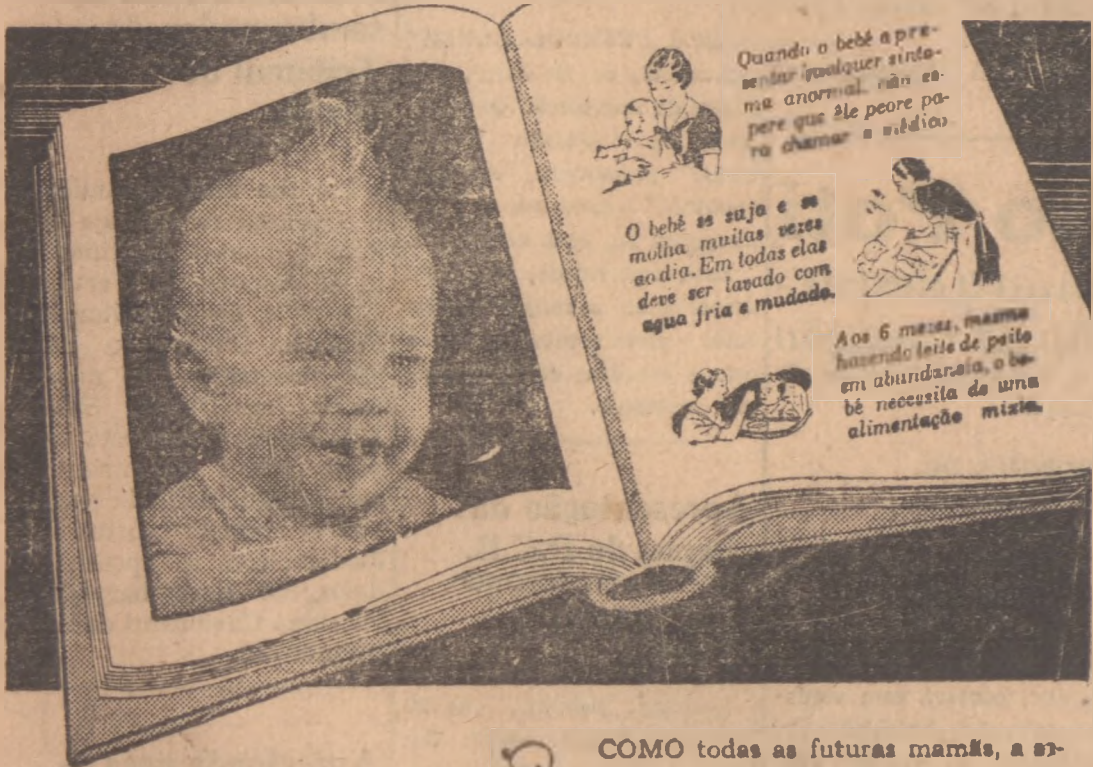 Quando o bebê apre-
sentar qualquer sinto-
ma anormal, não es-
pere que êle peore pa-
ra chamar o médico
O bebê se suja e se
molha muitas vezes
ao dia. Em todas elas
deve ser lavado com
agua fria e mudado.
Aos 6 mezes, mesmo
havendo leite de peito
em abundancia, o be-
bê necessita de uma
alimentação mixta.
COMO todas as futuras mamãs, a